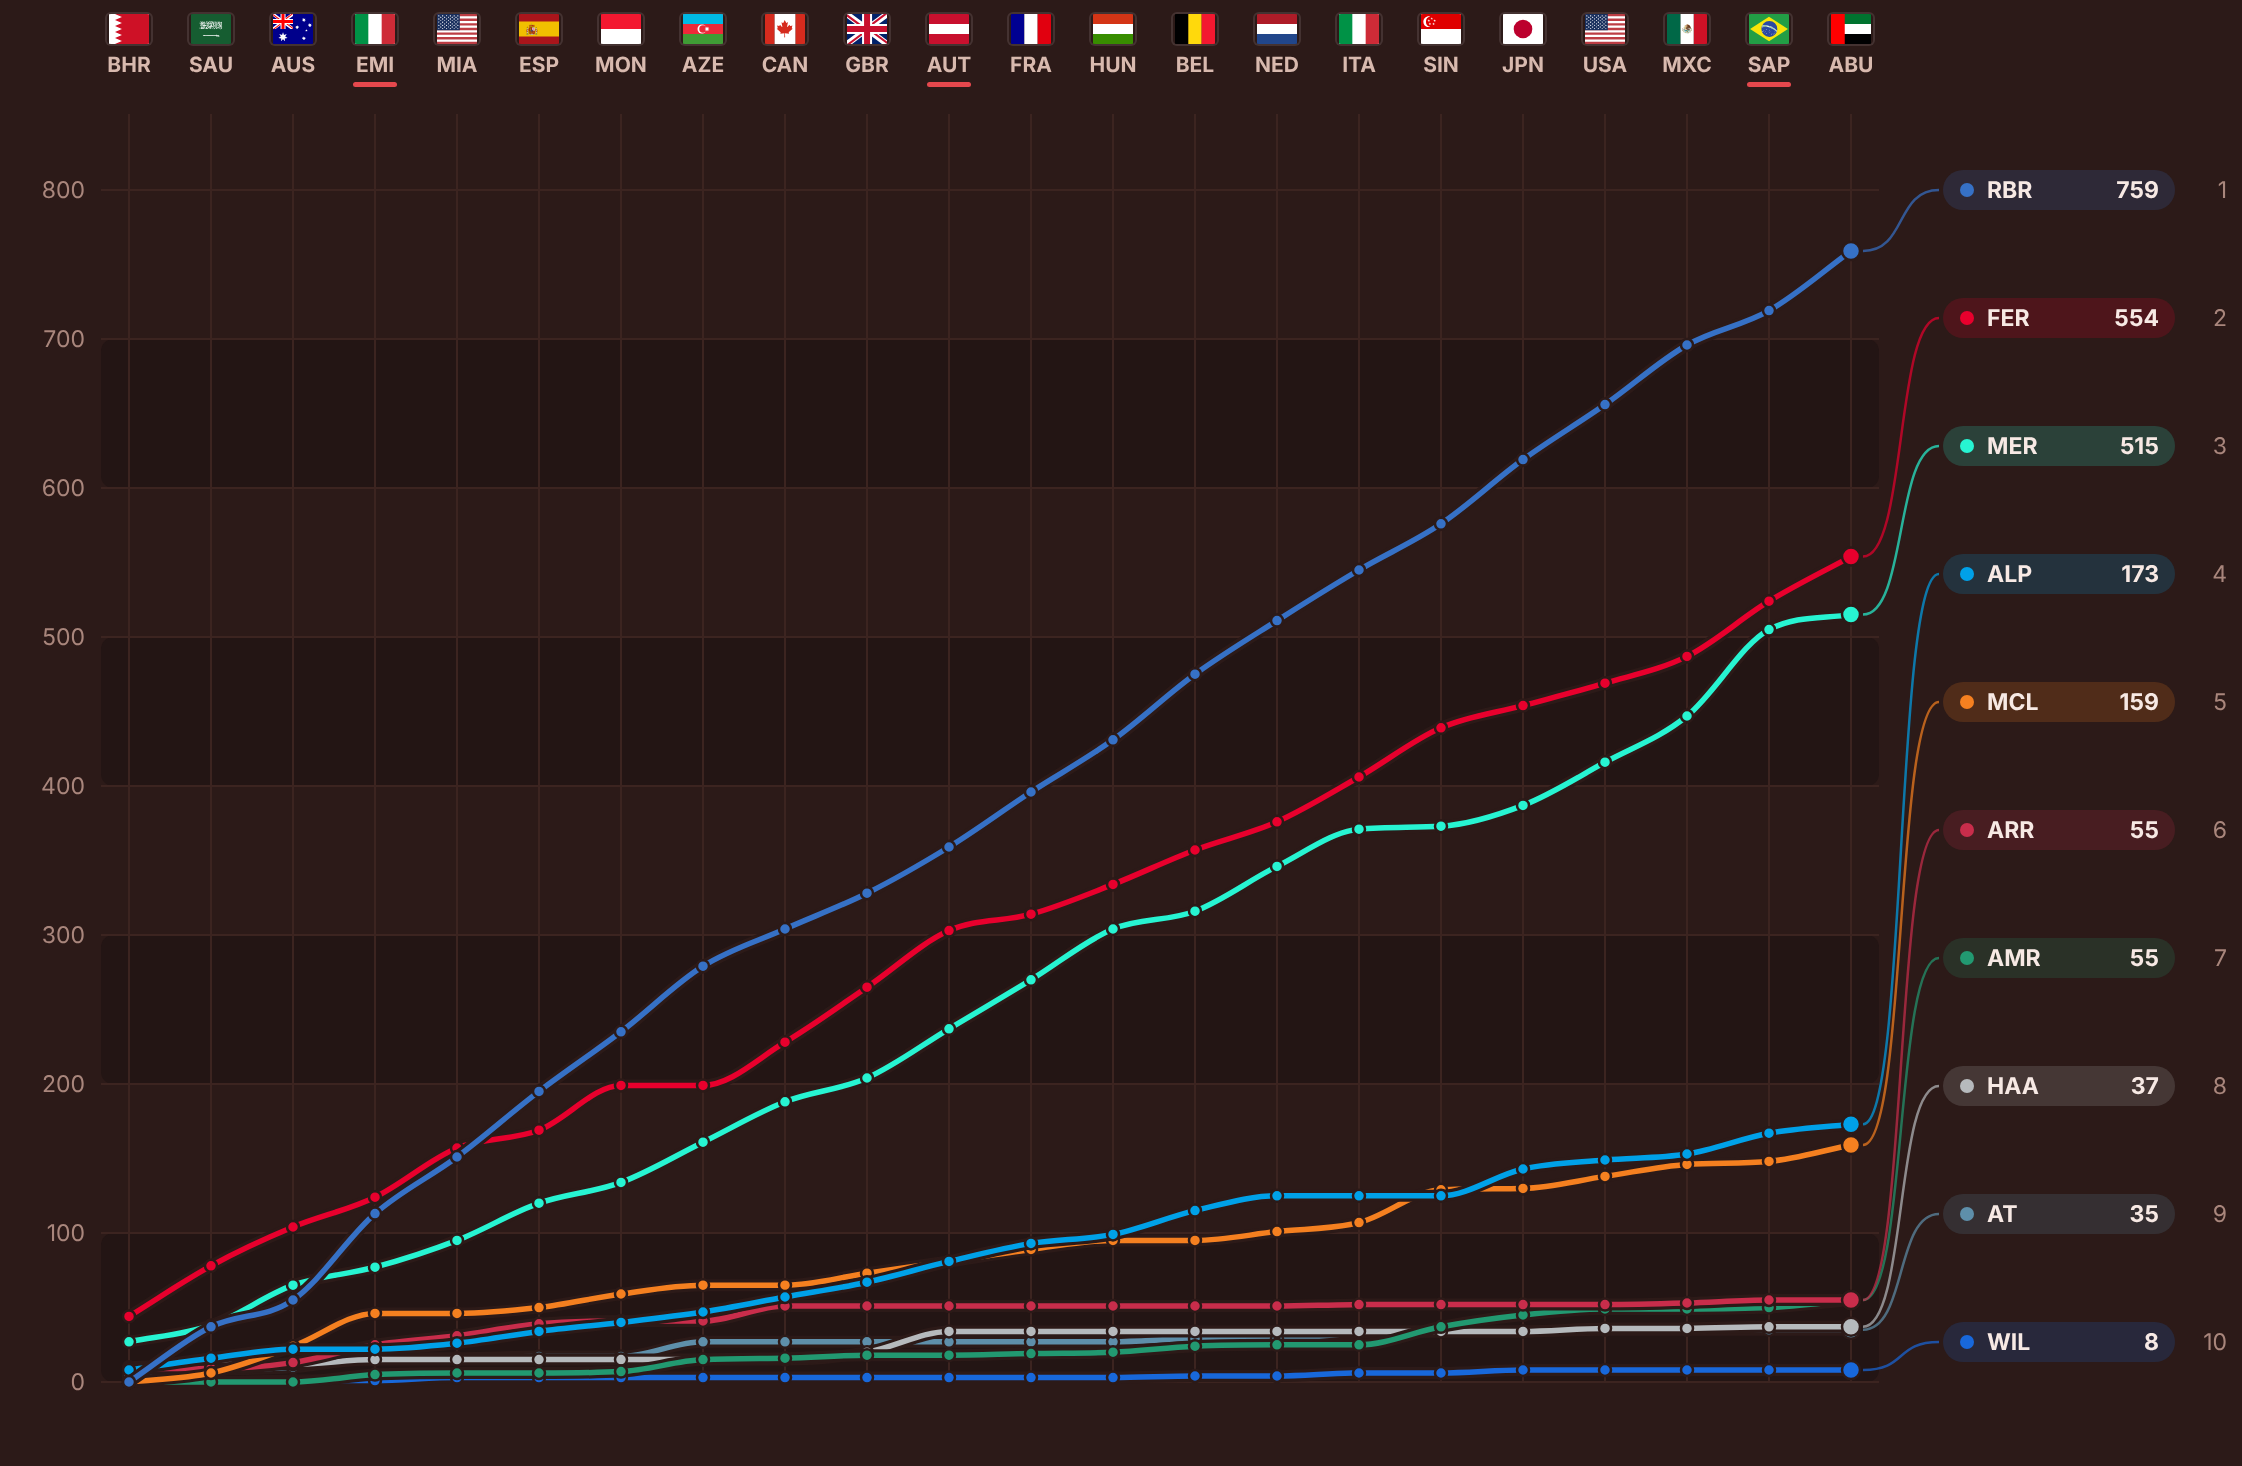 BHR SAU AUS EMI MIA ESP MON AZE CAN GBR AUT FRA HUN BEL NED ITA SIN JPN USA MXC SAP ABU
800
700
600
500
400
300
200
100
0
RBR 759 1
FER 554 2
MER 515 3
ALP 173 4
MCL 159 5
ARR 55 6
AMR 55 7
HAA 37 8
AT 35 9
WIL 8 10